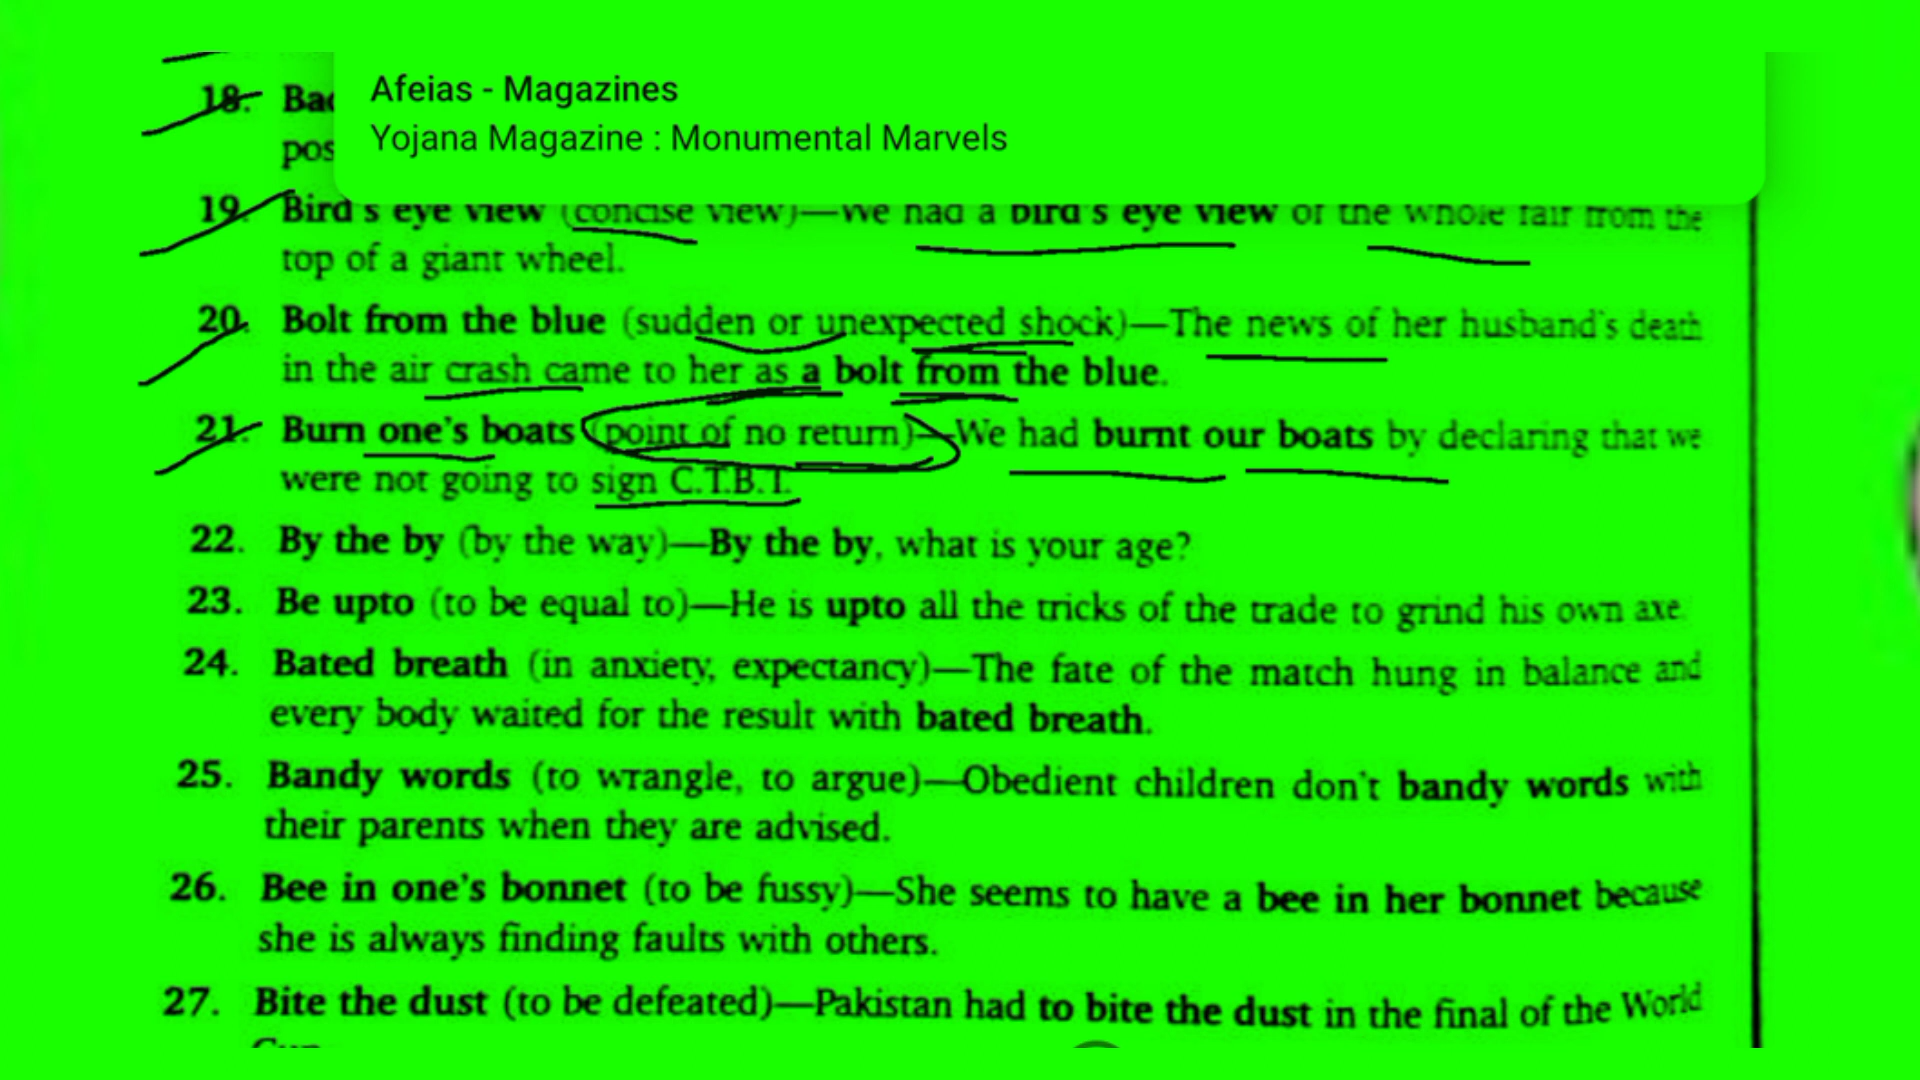 Afeias - Magazines
Yojana Magazine : Monumental Marvels
18.
19. Bird's eye view (concise view)—We had a bird's eye view of the whole fair from the
top of a giant wheel.
20. Bolt from the blue (sudden or unexpected shock)—The news of her husband's death
in the air crash came to her as a bolt from the blue.
21. Burn one's boats (point of no return)—We had burnt our boats by declaring that we
were not going to sign C.T.B.T.
22. By the by (by the way)—By the by, what is your age?
23. Be upto (to be equal to)—He is upto all the tricks of the trade to grind his own axe.
24. Bated breath (in anxiety, expectancy)—The fate of the match hung in balance and
every body waited for the result with bated breath.
25. Bandy words (to wrangle, to argue)—Obedient children don't bandy words with
their parents when they are advised.
26. Bee in one's bonnet (to be fussy)—She seems to have a bee in her bonnet because
she is always finding faults with others.
27. Bite the dust (to be defeated)—Pakistan had to bite the dust in the final of the World